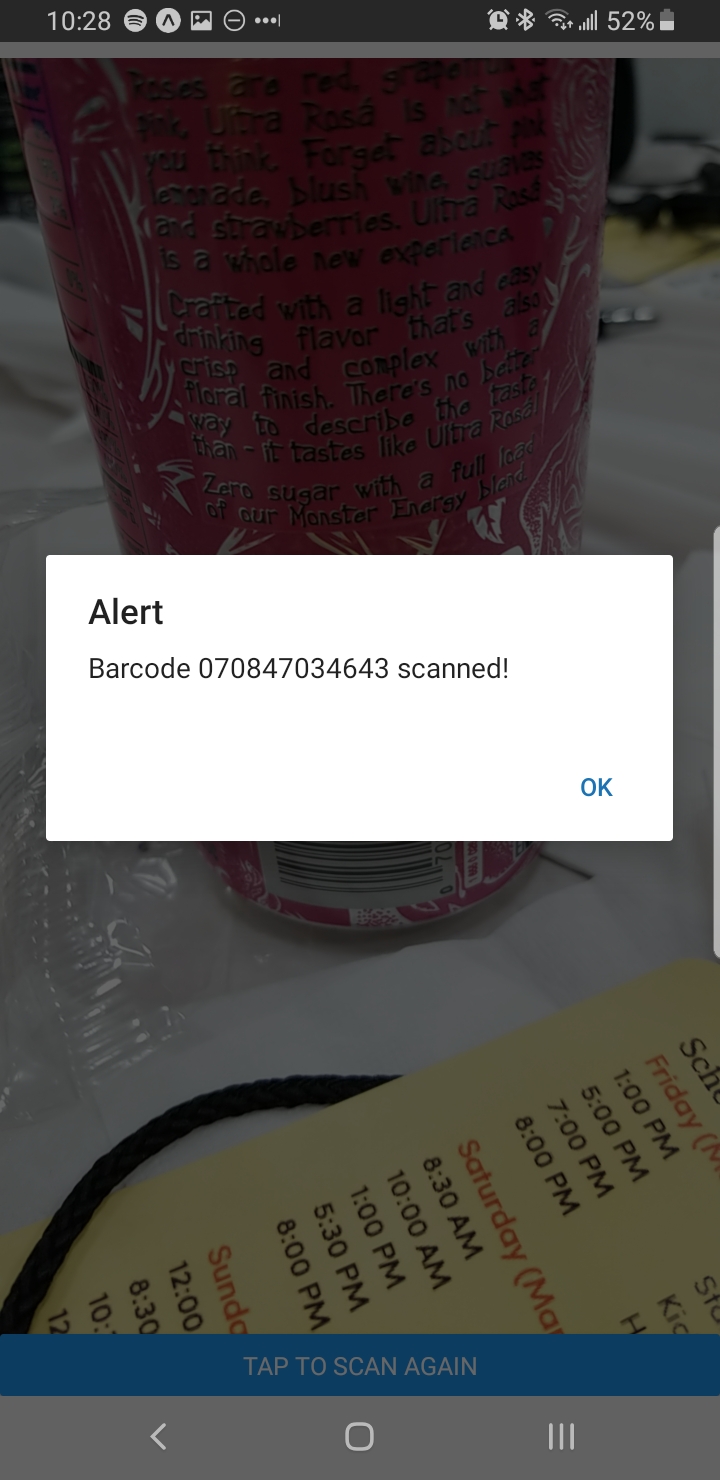 10:28
52%
Roses are red, grapefruit
pink, Ultra Rosá is not what
you think. Forget about pink
lemonade, blush wine, guavas
and strawberries. Ultra Rosá
is a whole new experience.
Crafted with a light and easy
drinking flavor that's also
crisp and complex with a
floral finish. There's no better
way to describe the taste
than - it tastes like Ultra Rosá!
Zero sugar with a full load
of our Monster Energy blend.
Alert
Barcode 070847034643 scanned!
OK
0 70
Friday (M
1:00 PM
5:00 PM
7:00 PM
8:00 PM
Saturday (Mar
8:30 AM
10:00 AM
1:00 PM
5:30 PM
8:00 PM
Sunda
12:00
8:30
10:
12
TAP TO SCAN AGAIN